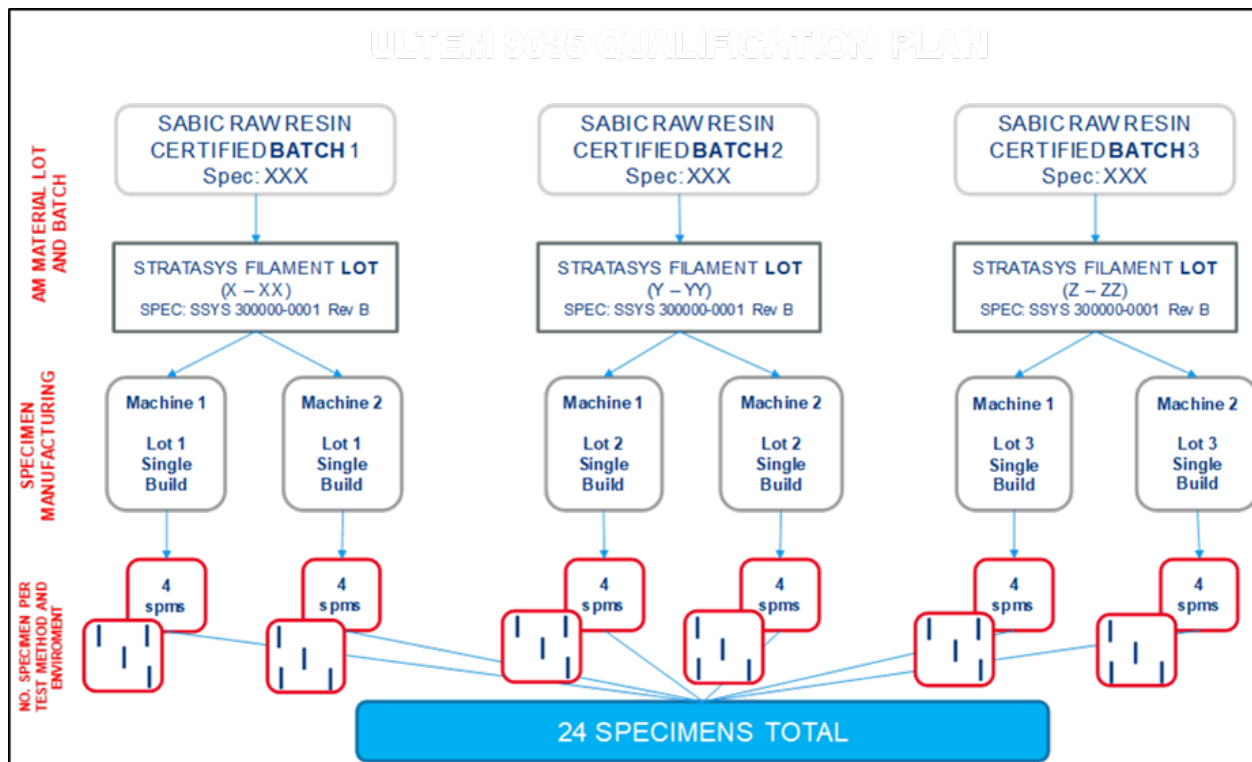 ULTEM 9085 QUALIFICATION PLAN
AM MATERIAL LOT
AND BATCH
SABIC RAW RESIN
CERTIFIED BATCH 1
Spec: XXX
SABIC RAW RESIN
CERTIFIED BATCH 2
Spec: XXX
SABIC RAW RESIN
CERTIFIED BATCH 3
Spec: XXX
STRATASYS FILAMENT LOT
(X – XX)
SPEC: SSYS 300000-0001 Rev B
STRATASYS FILAMENT LOT
(Y – YY)
SPEC: SSYS 300000-0001 Rev B
STRATASYS FILAMENT LOT
(Z – ZZ)
SPEC: SSYS 300000-0001 Rev B
SPECIMEN
MANUFACTURING
Machine 1
Lot 1
Single
Build
Machine 2
Lot 1
Single
Build
Machine 1
Lot 2
Single
Build
Machine 2
Lot 2
Single
Build
Machine 1
Lot 3
Single
Build
Machine 2
Lot 3
Single
Build
NO. SPECIMEN PER
TEST METHOD AND
ENVIROMENT
4
spms
4
spms
4
spms
4
spms
4
spms
4
spms
24 SPECIMENS TOTAL